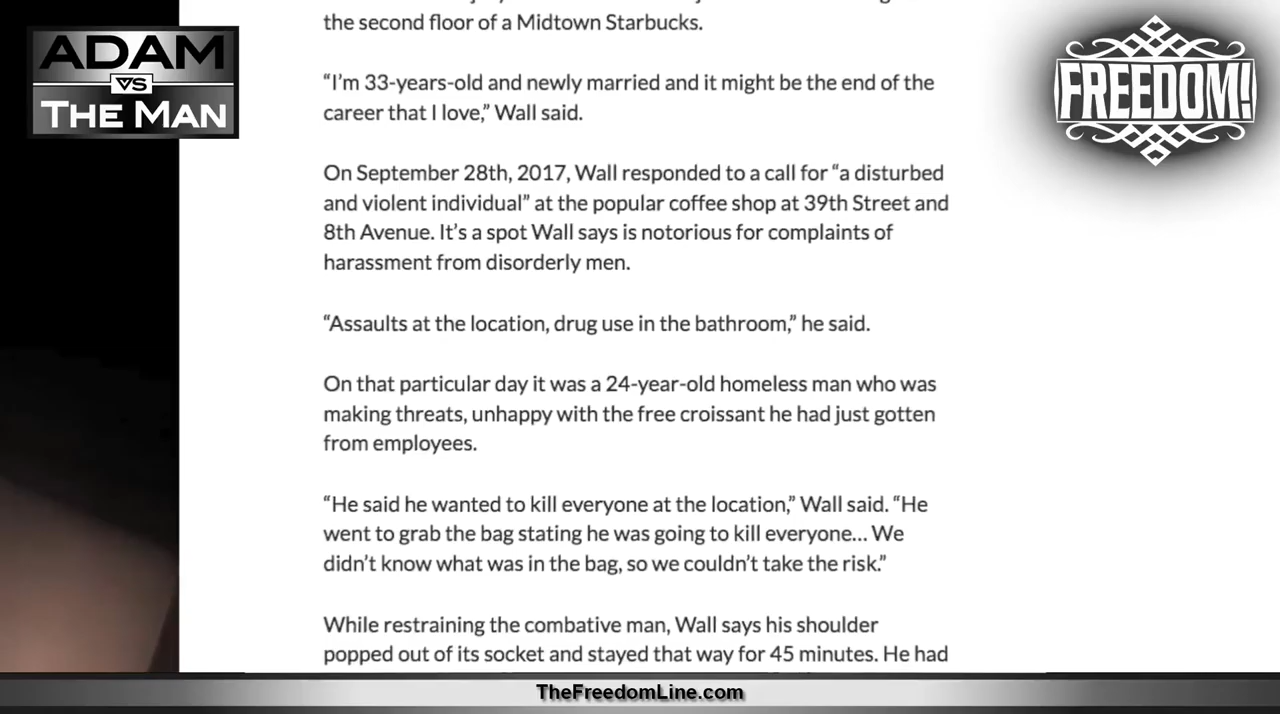 ADAM
VS
THE MAN
FREEDOM!
the second floor of a Midtown Starbucks.
“I’m 33-years-old and newly married and it might be the end of the
career that I love,” Wall said.
On September 28th, 2017, Wall responded to a call for “a disturbed
and violent individual” at the popular coffee shop at 39th Street and
8th Avenue. It’s a spot Wall says is notorious for complaints of
harassment from disorderly men.
“Assaults at the location, drug use in the bathroom,” he said.
On that particular day it was a 24-year-old homeless man who was
making threats, unhappy with the free croissant he had just gotten
from employees.
“He said he wanted to kill everyone at the location,” Wall said. “He
went to grab the bag stating he was going to kill everyone… We
didn’t know what was in the bag, so we couldn’t take the risk.”
While restraining the combative man, Wall says his shoulder
popped out of its socket and stayed that way for 45 minutes. He had
TheFreedomLine.com